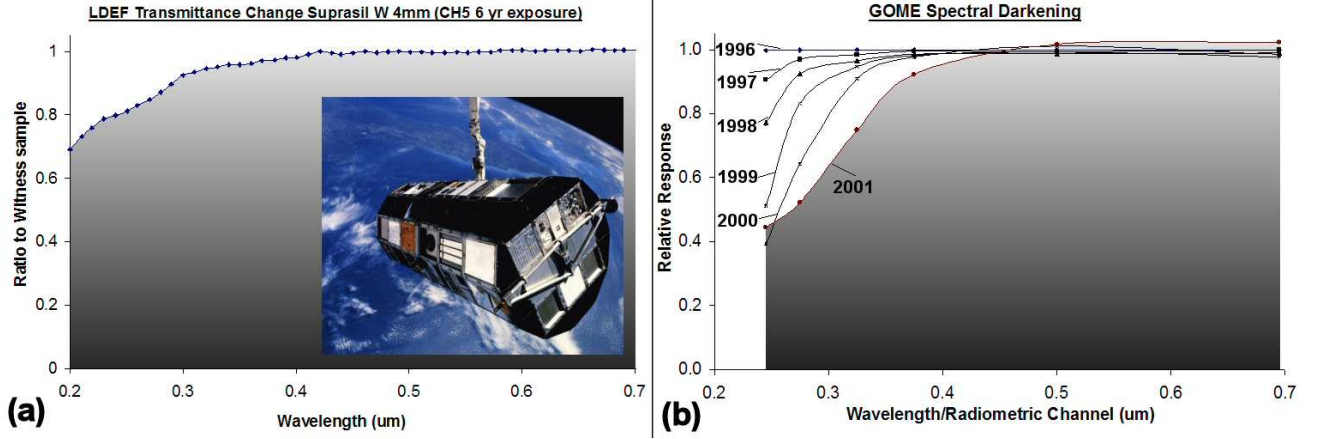 LDEF Transmittance Change Suprasil W 4mm (CH5 6 yr exposure)
Ratio to Witness sample
1
0.8
0.6
0.4
0.2
0
0.2 0.3 0.4 0.5 0.6 0.7
Wavelength (um)
(a)
GOME Spectral Darkening
Relative Response
1.0
0.8
0.6
0.4
0.2
0.0
1996
1997
1998
1999
2000
2001
0.2 0.3 0.4 0.5 0.6 0.7
Wavelength/Radiometric Channel (um)
(b)